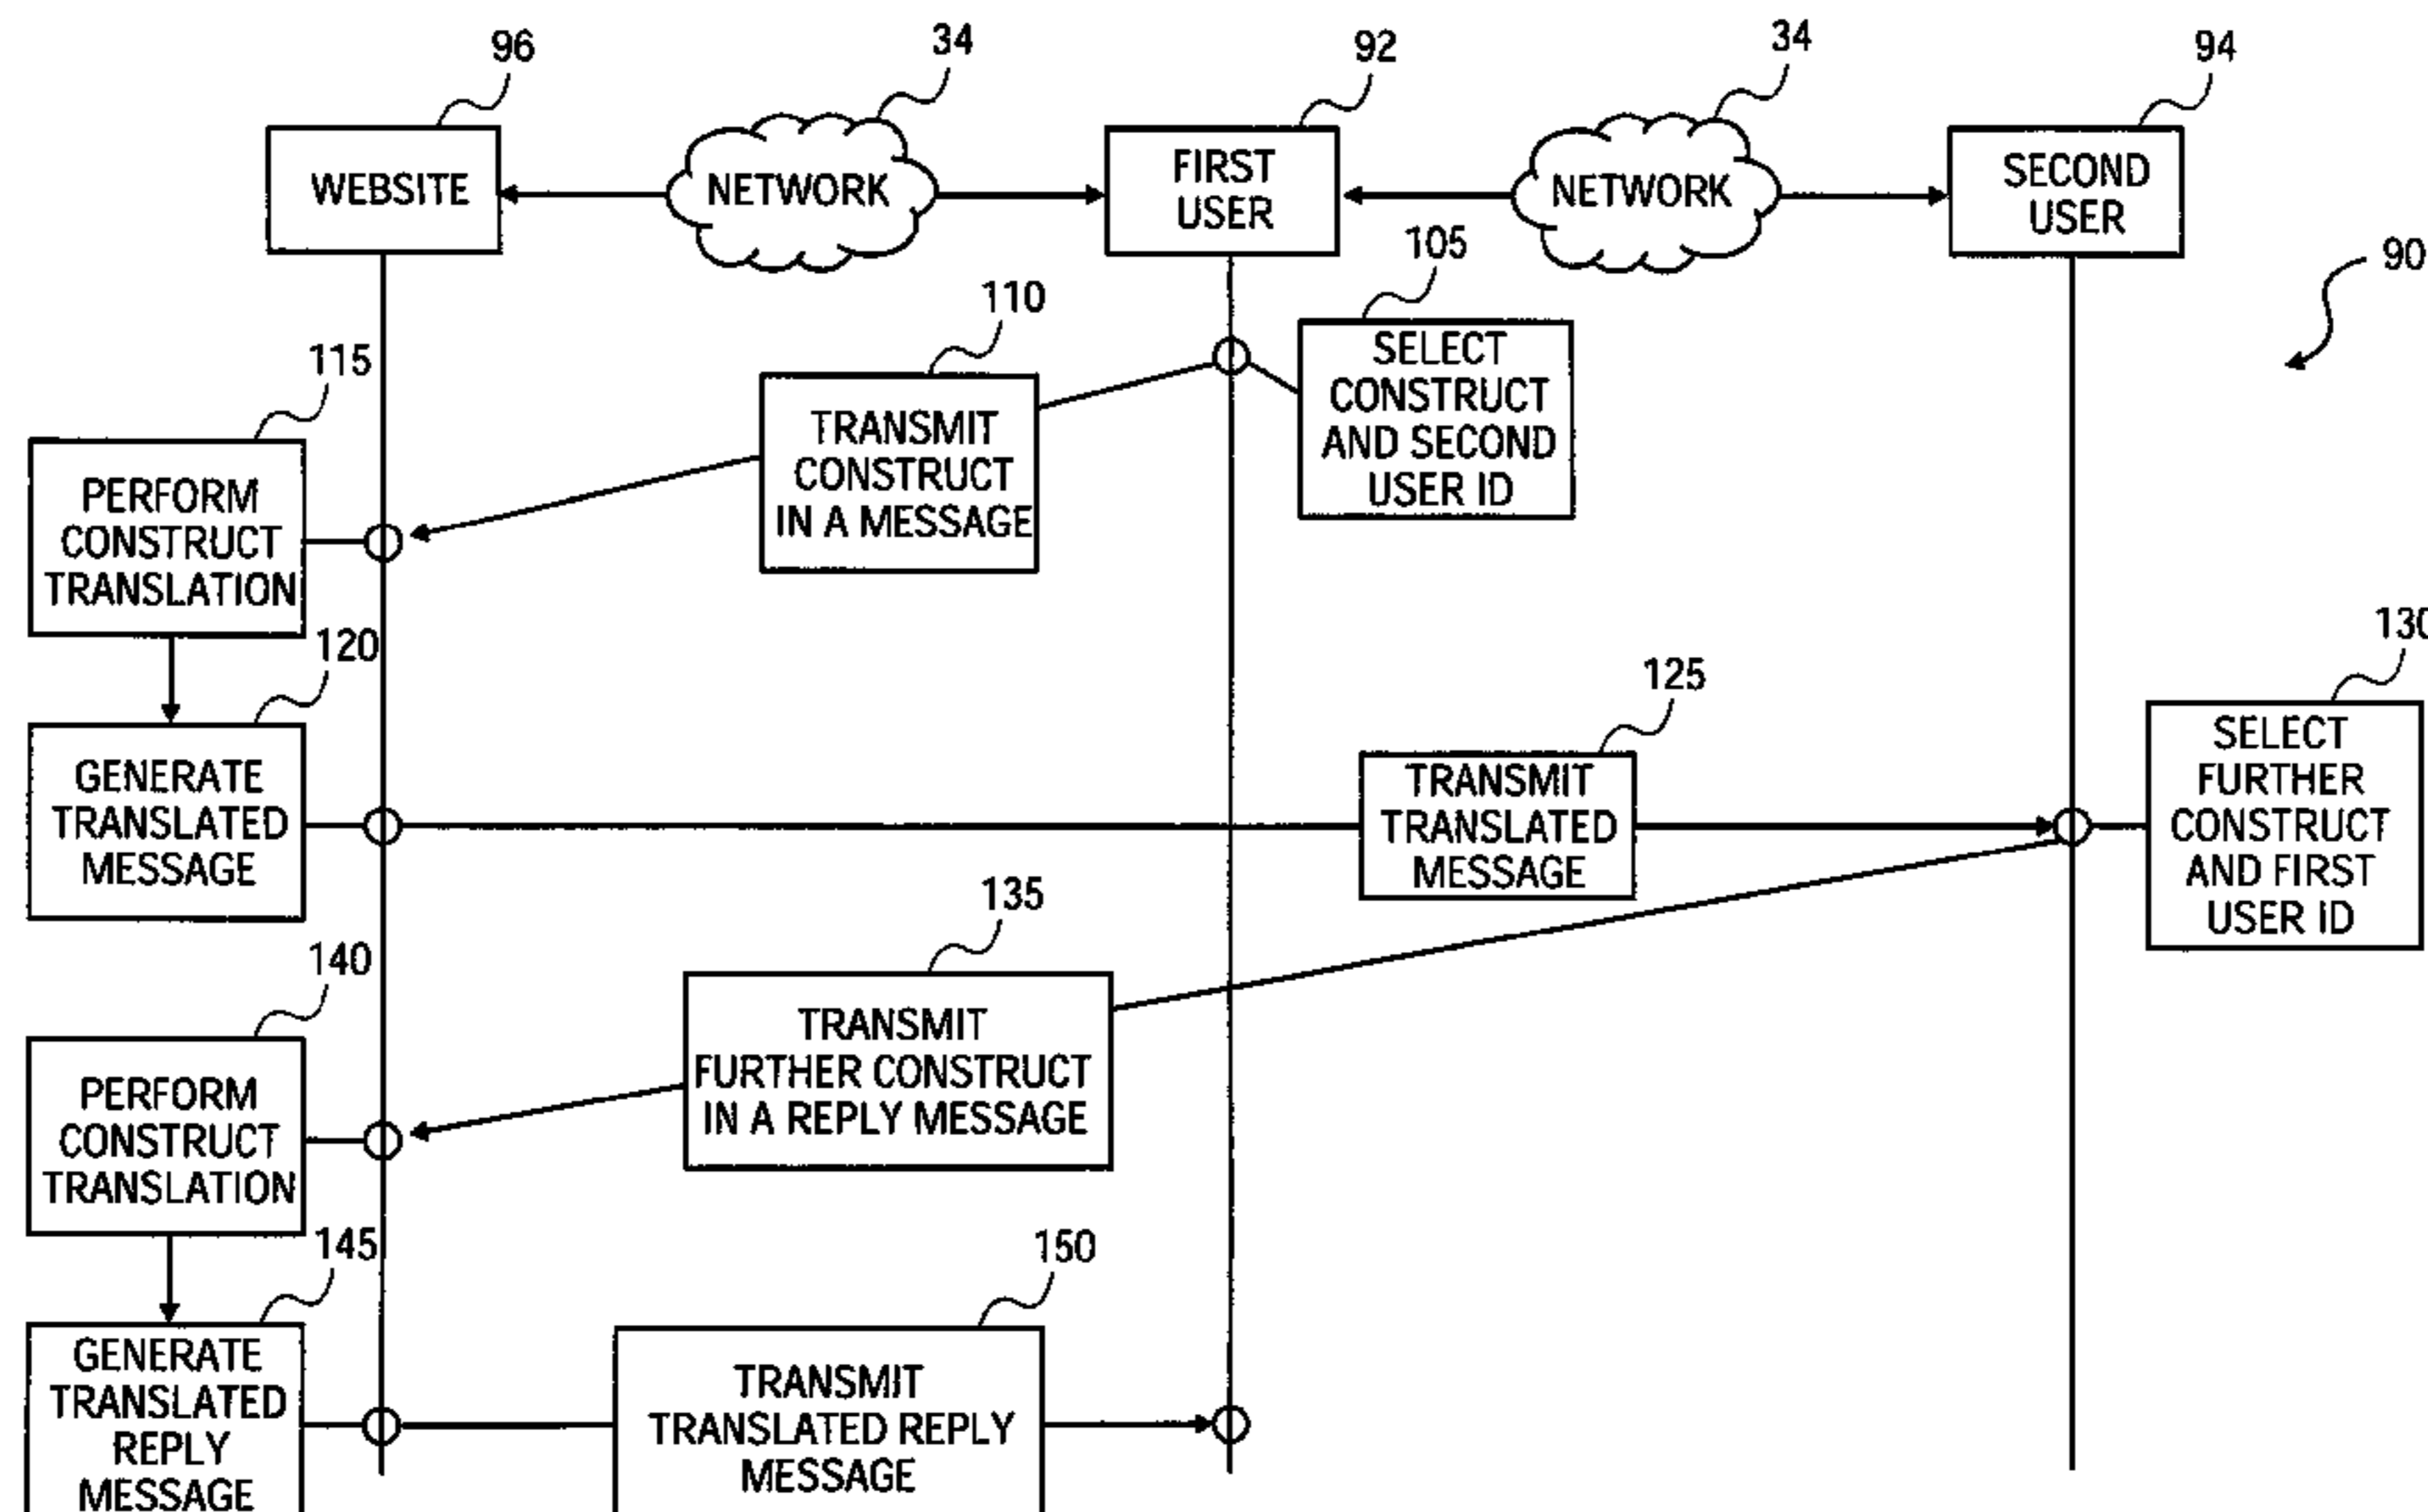 96
34
92
34
94
WEBSITE
NETWORK
FIRST
USER
NETWORK
SECOND
USER
90
105
SELECT
CONSTRUCT
AND SECOND
USER ID
110
TRANSMIT
CONSTRUCT
IN A MESSAGE
115
PERFORM
CONSTRUCT
TRANSLATION
120
GENERATE
TRANSLATED
MESSAGE
125
TRANSMIT
TRANSLATED
MESSAGE
130
SELECT
FURTHER
CONSTRUCT
AND FIRST
USER ID
135
TRANSMIT
FURTHER CONSTRUCT
IN A REPLY MESSAGE
140
PERFORM
CONSTRUCT
TRANSLATION
145
GENERATE
TRANSLATED
REPLY
MESSAGE
150
TRANSMIT
TRANSLATED REPLY
MESSAGE